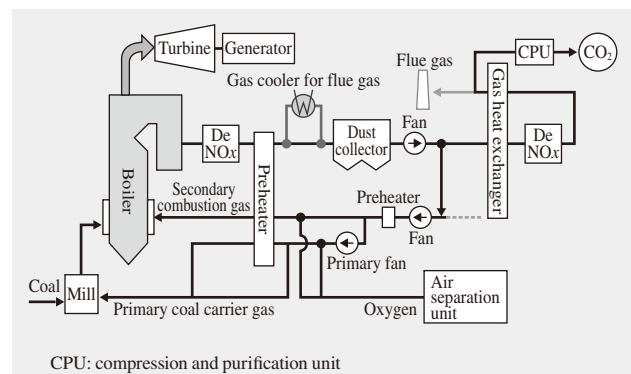 Turbine
Generator
CPU
CO₂
Flue gas
Gas cooler for flue gas
Gas heat exchanger
De
NOx
Dust
collector
Fan
De
NOx
Boiler
Preheater
Secondary
combustion gas
Preheater
Fan
Primary fan
Coal
Mill
Primary coal carrier gas
Oxygen
Air
separation
unit
CPU: compression and purification unit